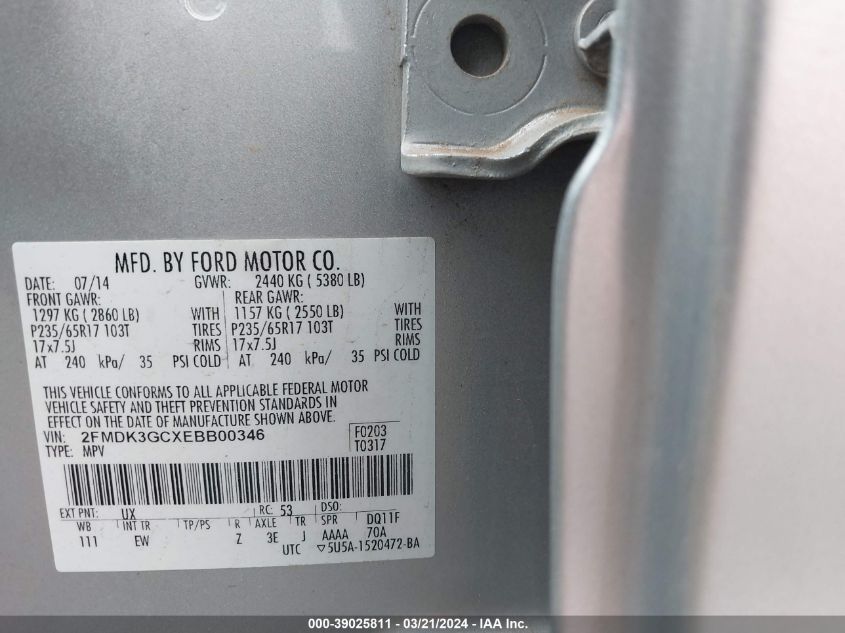 MFD. BY FORD MOTOR CO.
DATE: 07/14 GVWR: 2440 KG ( 5380 LB)
FRONT GAWR: REAR GAWR:
1297 KG ( 2860 LB) WITH 1157 KG ( 2550 LB) WITH
P235/65R17 103T TIRES P235/65R17 103T TIRES
17x7.5J RIMS 17x7.5J RIMS
AT 240 kPa/ 35 PSI COLD AT 240 kPa/ 35 PSI COLD
THIS VEHICLE CONFORMS TO ALL APPLICABLE FEDERAL MOTOR
VEHICLE SAFETY AND THEFT PREVENTION STANDARDS IN
EFFECT ON THE DATE OF MANUFACTURE SHOWN ABOVE.
VIN: 2FMDK3GCXEBB00346 F0203
TYPE: MPV T0317
EXT PNT: UX RC: 53 DSO:
WB INT TR TP/PS R AXLE TR SPR DQ11F
111 EW Z 3E J AAAA 70A
UTC ▽5U5A-1520472-BA
000-39025811 - 03/21/2024 - IAA Inc.